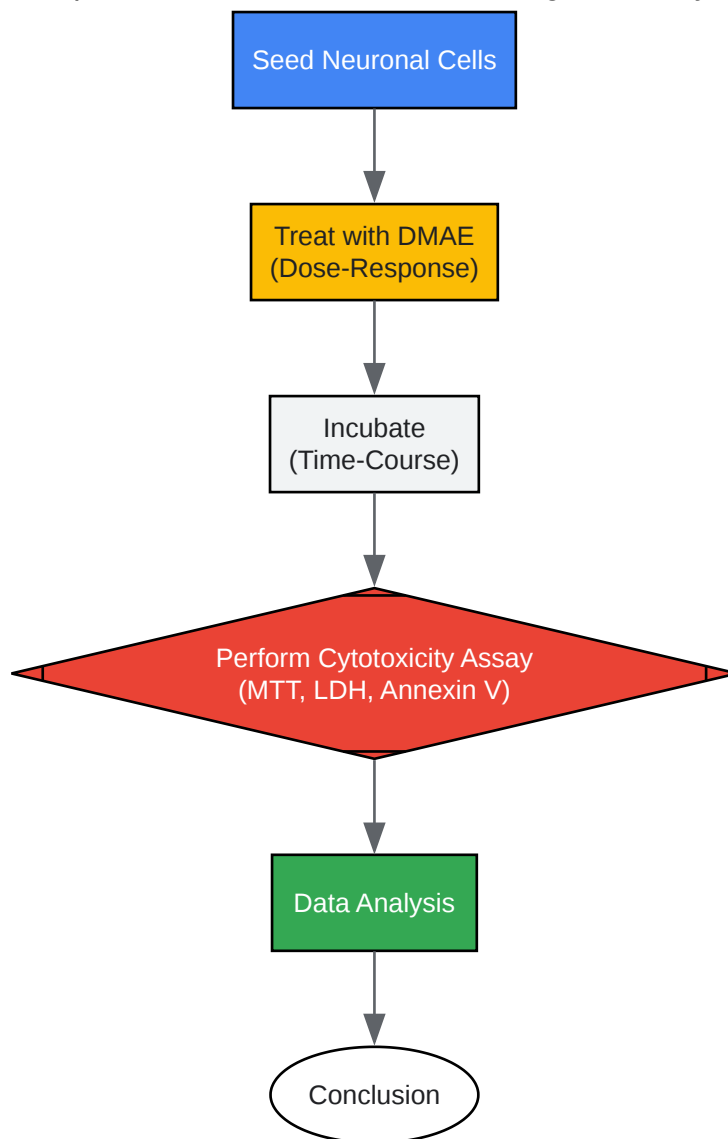 Seed Neuronal Cells
Treat with DMAE
(Dose-Response)
Incubate
(Time-Course)
Perform Cytotoxicity Assay
(MTT, LDH, Annexin V)
Data Analysis
Conclusion